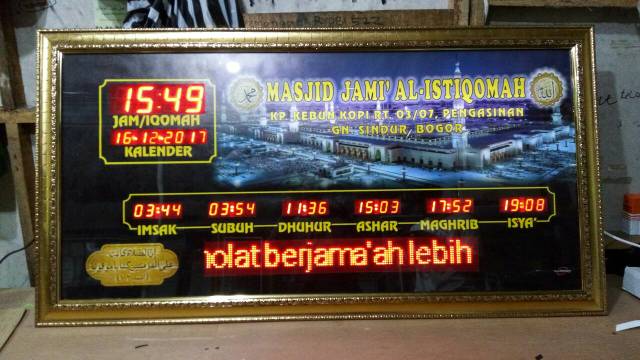 15:49
JAM/IQOMAH
16-12-2017
KALENDER
MASJID JAMI' AL-ISTIQOMAH
KP. KEBUN KOPI RT. 03/07, PENGASINAN
GN. SINDUR, BOGOR
محمد
الله
03:44 03:54 11:36 15:03 17:52 19:08
IMSAK SUBUH DHUHUR ASHAR MAGHRIB ISYA'
holat berjama'ah lebih